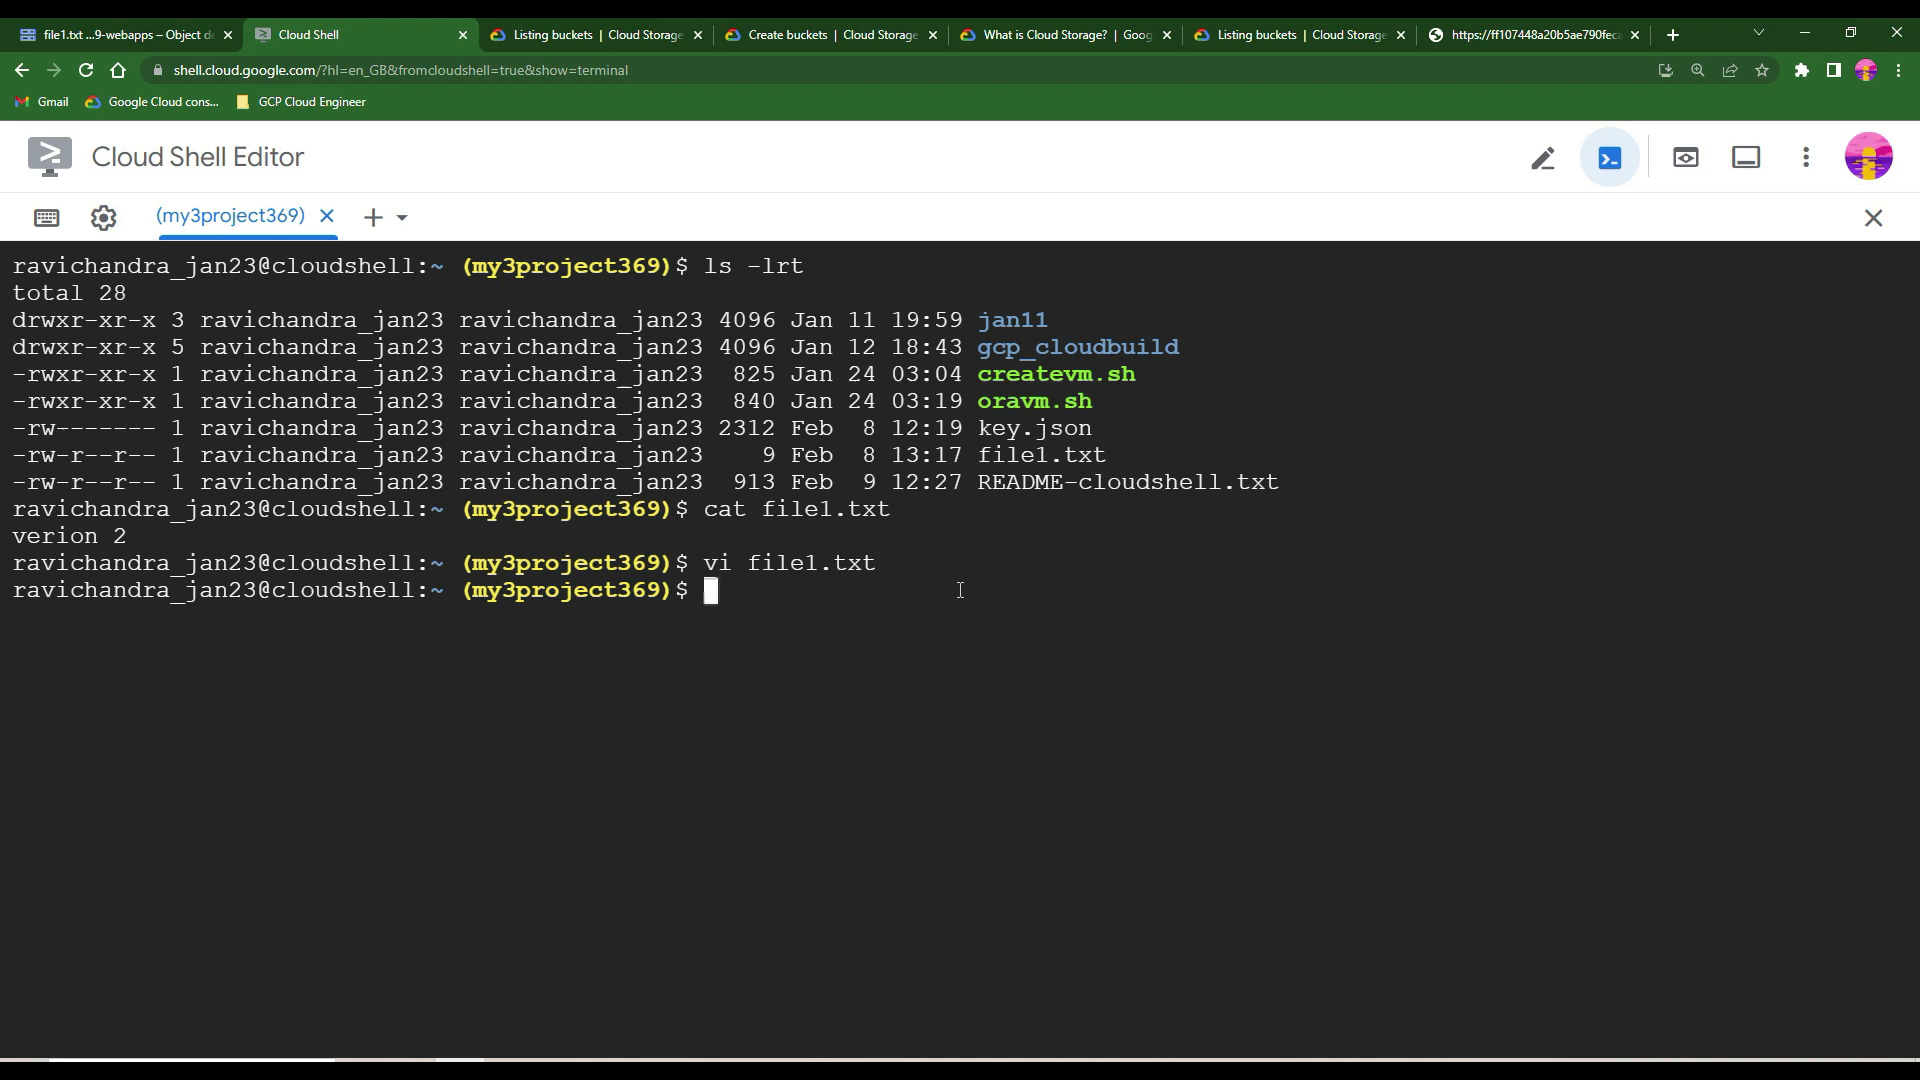 file1.txt ...9-webapps – Object de
Cloud Shell
Listing buckets | Cloud Storage
Create buckets | Cloud Storage
What is Cloud Storage? | Goog
Listing buckets | Cloud Storage
https://ff107448a20b5ae790feca
shell.cloud.google.com/?hl=en_GB&fromcloudshell=true&show=terminal
Gmail
Google Cloud cons...
GCP Cloud Engineer
Cloud Shell Editor
(my3project369)
ravichandra_jan23@cloudshell:~ (my3project369)$ ls -lrt
total 28
drwxr-xr-x 3 ravichandra_jan23 ravichandra_jan23 4096 Jan 11 19:59 jan11
drwxr-xr-x 5 ravichandra_jan23 ravichandra_jan23 4096 Jan 12 18:43 gcp_cloudbuild
-rwxr-xr-x 1 ravichandra_jan23 ravichandra_jan23  825 Jan 24 03:04 createvm.sh
-rwxr-xr-x 1 ravichandra_jan23 ravichandra_jan23  840 Jan 24 03:19 oravm.sh
-rw------- 1 ravichandra_jan23 ravichandra_jan23 2312 Feb  8 12:19 key.json
-rw-r--r-- 1 ravichandra_jan23 ravichandra_jan23    9 Feb  8 13:17 file1.txt
-rw-r--r-- 1 ravichandra_jan23 ravichandra_jan23  913 Feb  9 12:27 README-cloudshell.txt
ravichandra_jan23@cloudshell:~ (my3project369)$ cat file1.txt
verion 2
ravichandra_jan23@cloudshell:~ (my3project369)$ vi file1.txt
ravichandra_jan23@cloudshell:~ (my3project369)$